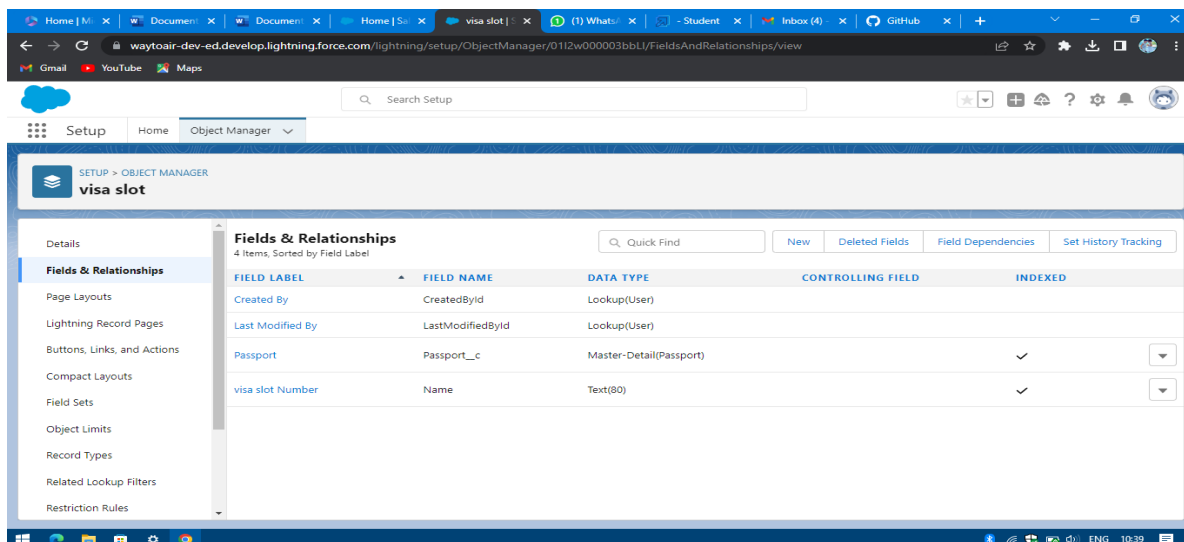 Home | Mi
Document
Document
Home | Sal
visa slot | S
(1) WhatsA
- Student
Inbox (4) -
GitHub
waytoair-dev-ed.develop.lightning.force.com/lightning/setup/ObjectManager/01I2w000003bbLl/FieldsAndRelationships/view
Gmail YouTube Maps
Search Setup
Setup Home Object Manager
SETUP > OBJECT MANAGER
visa slot
Details
Fields & Relationships
Page Layouts
Lightning Record Pages
Buttons, Links, and Actions
Compact Layouts
Field Sets
Object Limits
Record Types
Related Lookup Filters
Restriction Rules
Fields & Relationships
4 Items, Sorted by Field Label
Quick Find New Deleted Fields Field Dependencies Set History Tracking
FIELD LABEL FIELD NAME DATA TYPE CONTROLLING FIELD INDEXED
Created By CreatedById Lookup(User)
Last Modified By LastModifiedById Lookup(User)
Passport Passport__c Master-Detail(Passport)
visa slot Number Name Text(80)
ENG 10:39